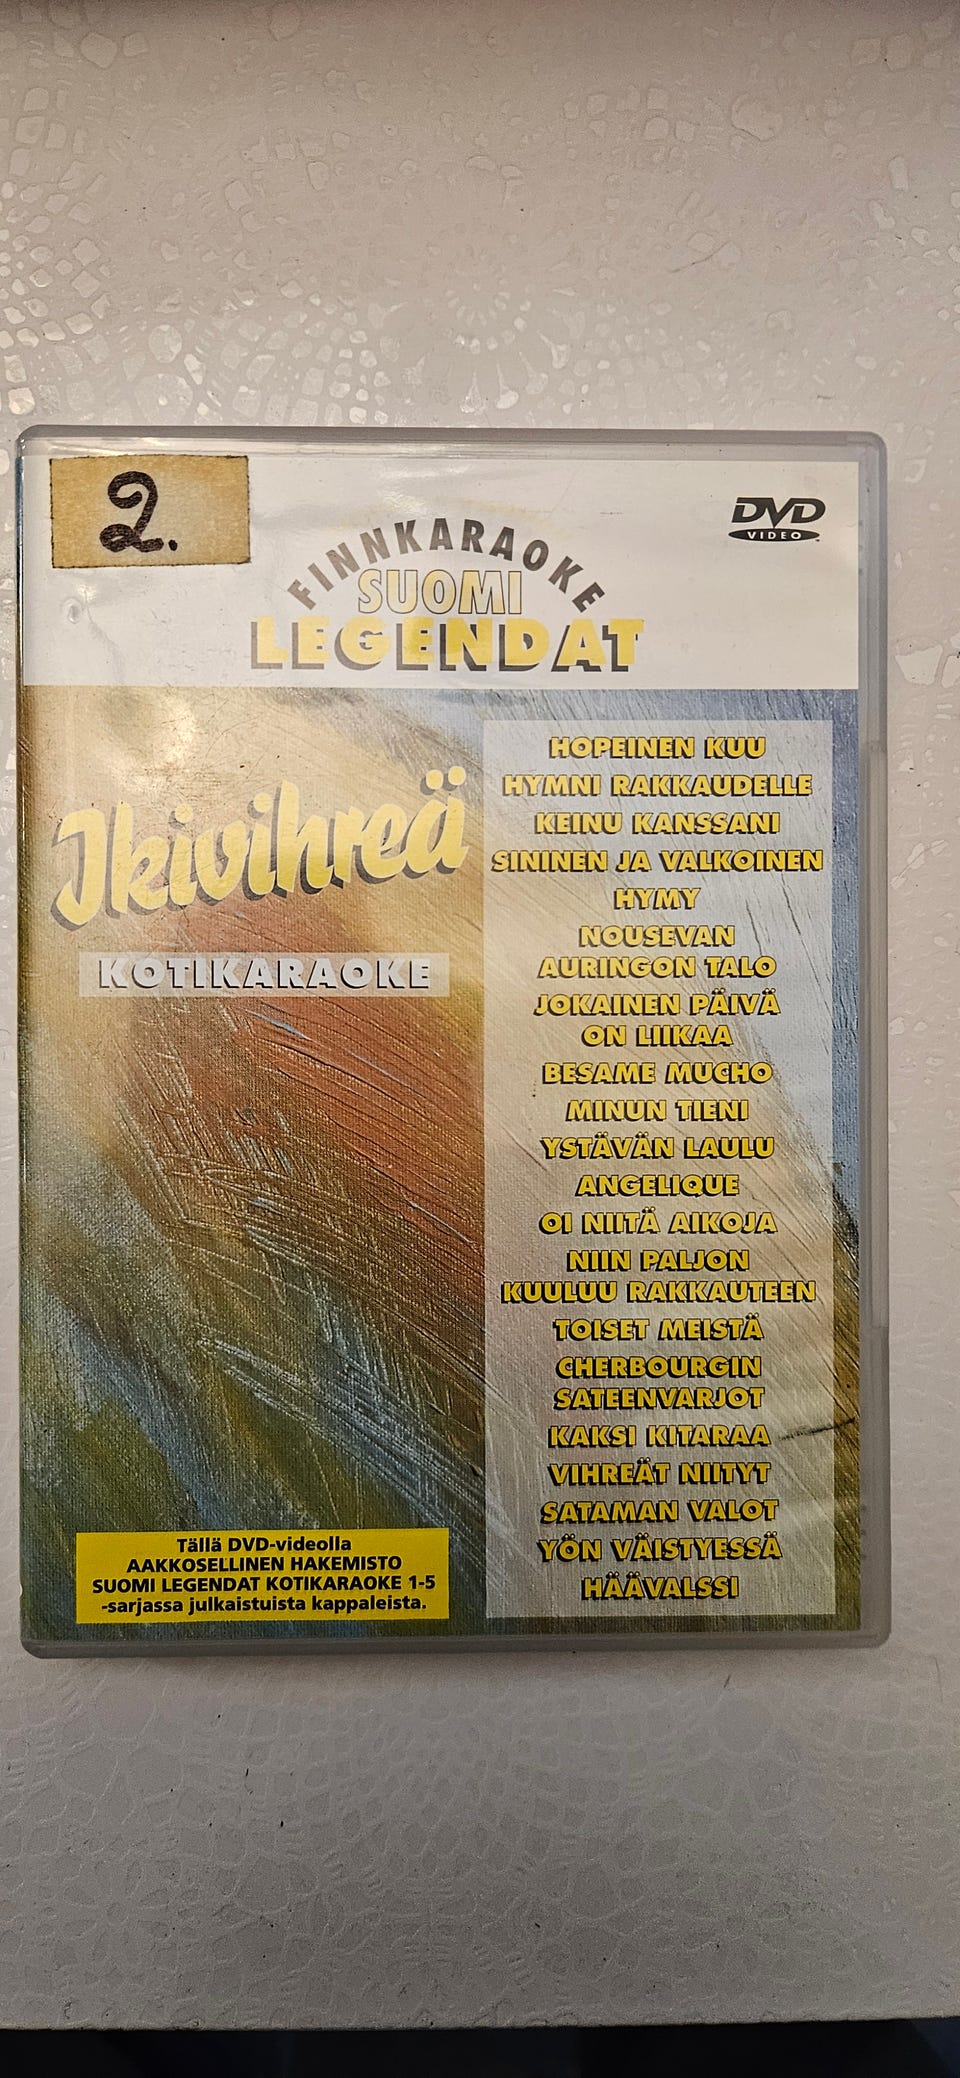 2.
DVD
VIDEO
FINNKARAOKE
SUOMI
LEGENDAT
Ikivihreä
KOTIKARAOKE
HOPEINEN KUU
HYMNI RAKKAUDELLE
KEINU KANSSANI
SININEN JA VALKOINEN
HYMY
NOUSEVAN
AURINGON TALO
JOKAINEN PÄIVÄ
ON LIIKAA
BESAME MUCHO
MINUN TIENI
YSTÄVÄN LAULU
ANGELIQUE
OI NIITÄ AIKOJA
NIIN PALJON
KUULUU RAKKAUTEEN
TOISET MEISTÄ
CHERBOURGIN
SATEENVARJOT
KAKSI KITARAA
VIHREÄT NIITYT
SATAMAN VALOT
YÖN VÄISTYESSÄ
HÄÄVALSSI
Tällä DVD-videolla
AAKKOSELLINEN HAKEMISTO
SUOMI LEGENDAT KOTIKARAOKE 1-5
-sarjassa julkaistuista kappaleista.